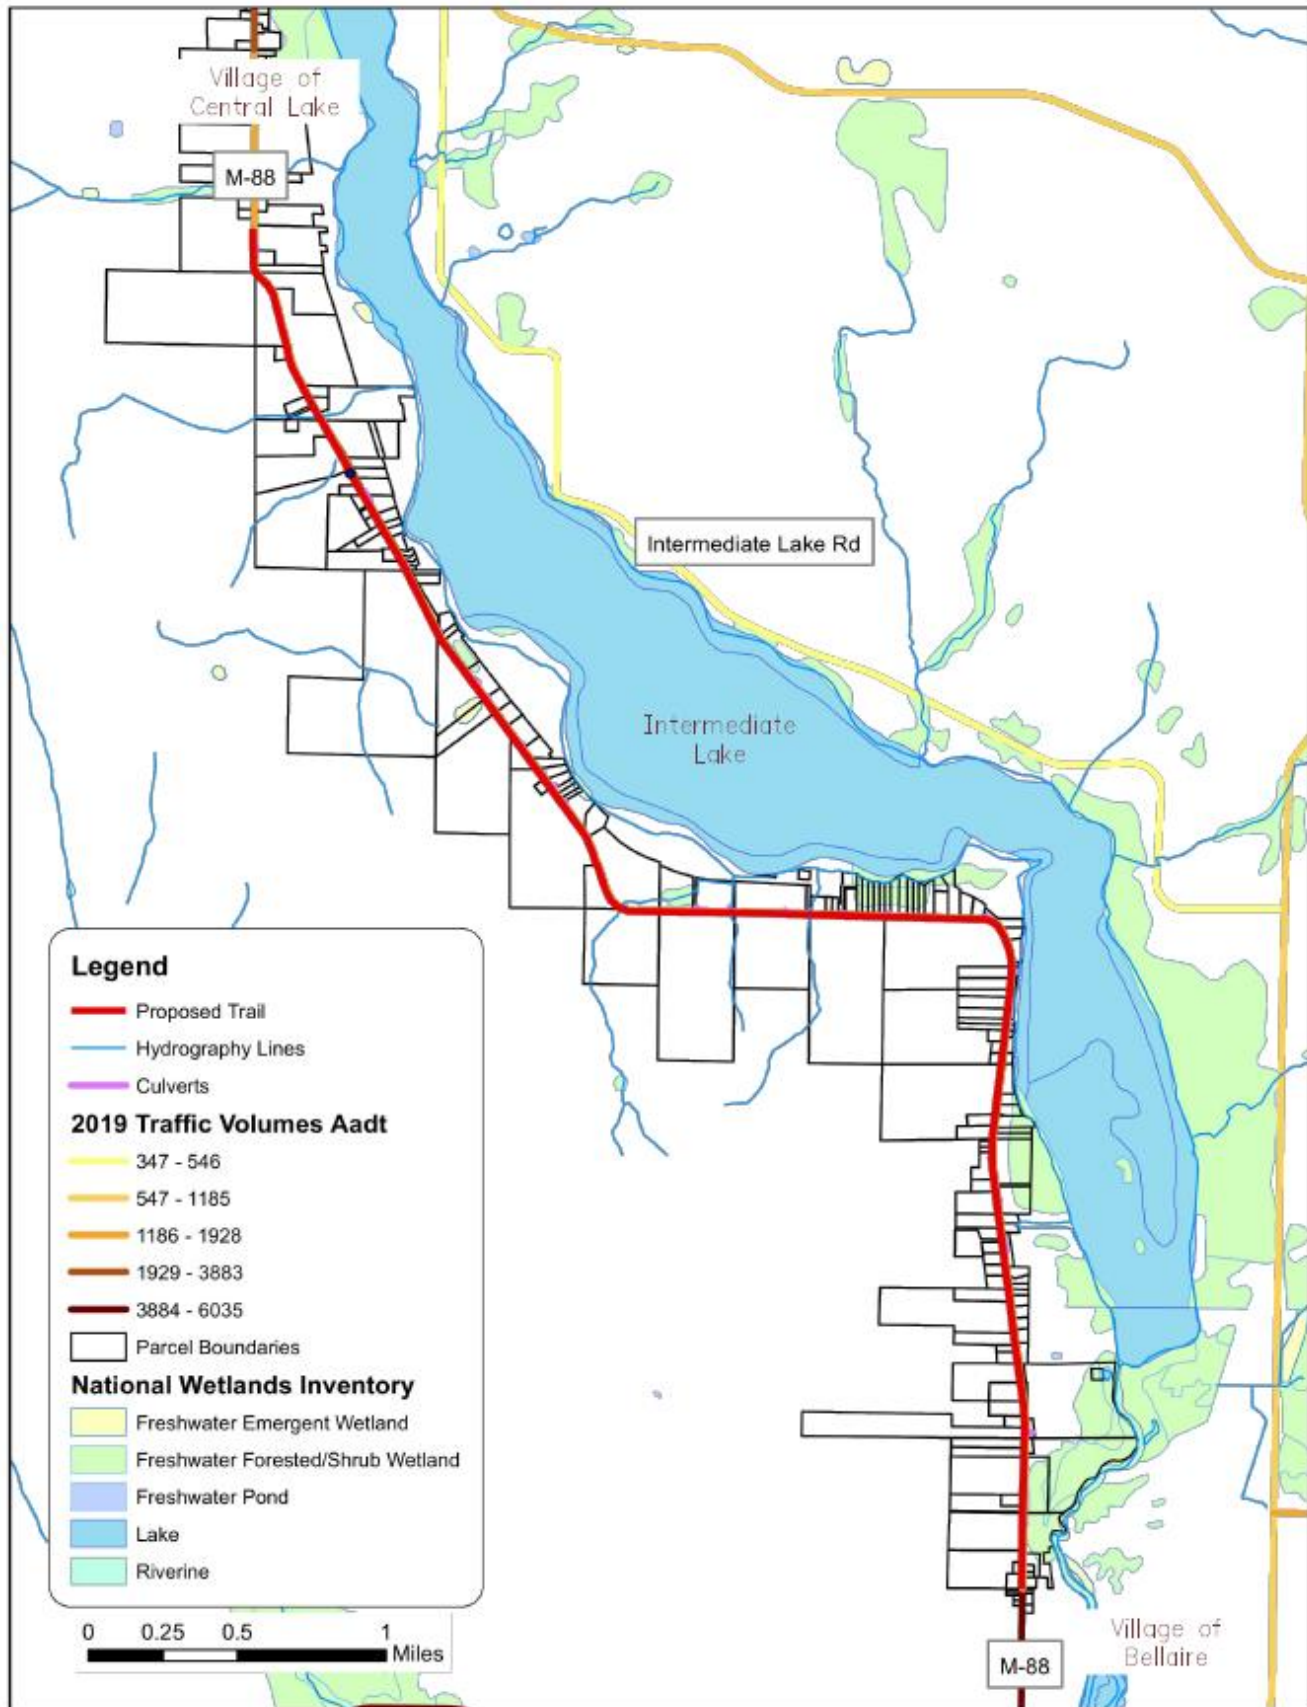 Village of
Central Lake
M-88
Intermediate Lake Rd
Intermediate
Lake
Legend
Proposed Trail
Hydrography Lines
Culverts
2019 Traffic Volumes Aadt
347 - 546
547 - 1185
1186 - 1928
1929 - 3883
3884 - 6035
Parcel Boundaries
National Wetlands Inventory
Freshwater Emergent Wetland
Freshwater Forested/Shrub Wetland
Freshwater Pond
Lake
Riverine
0 0.25 0.5 1
Miles
Village of
Bellaire
M-88